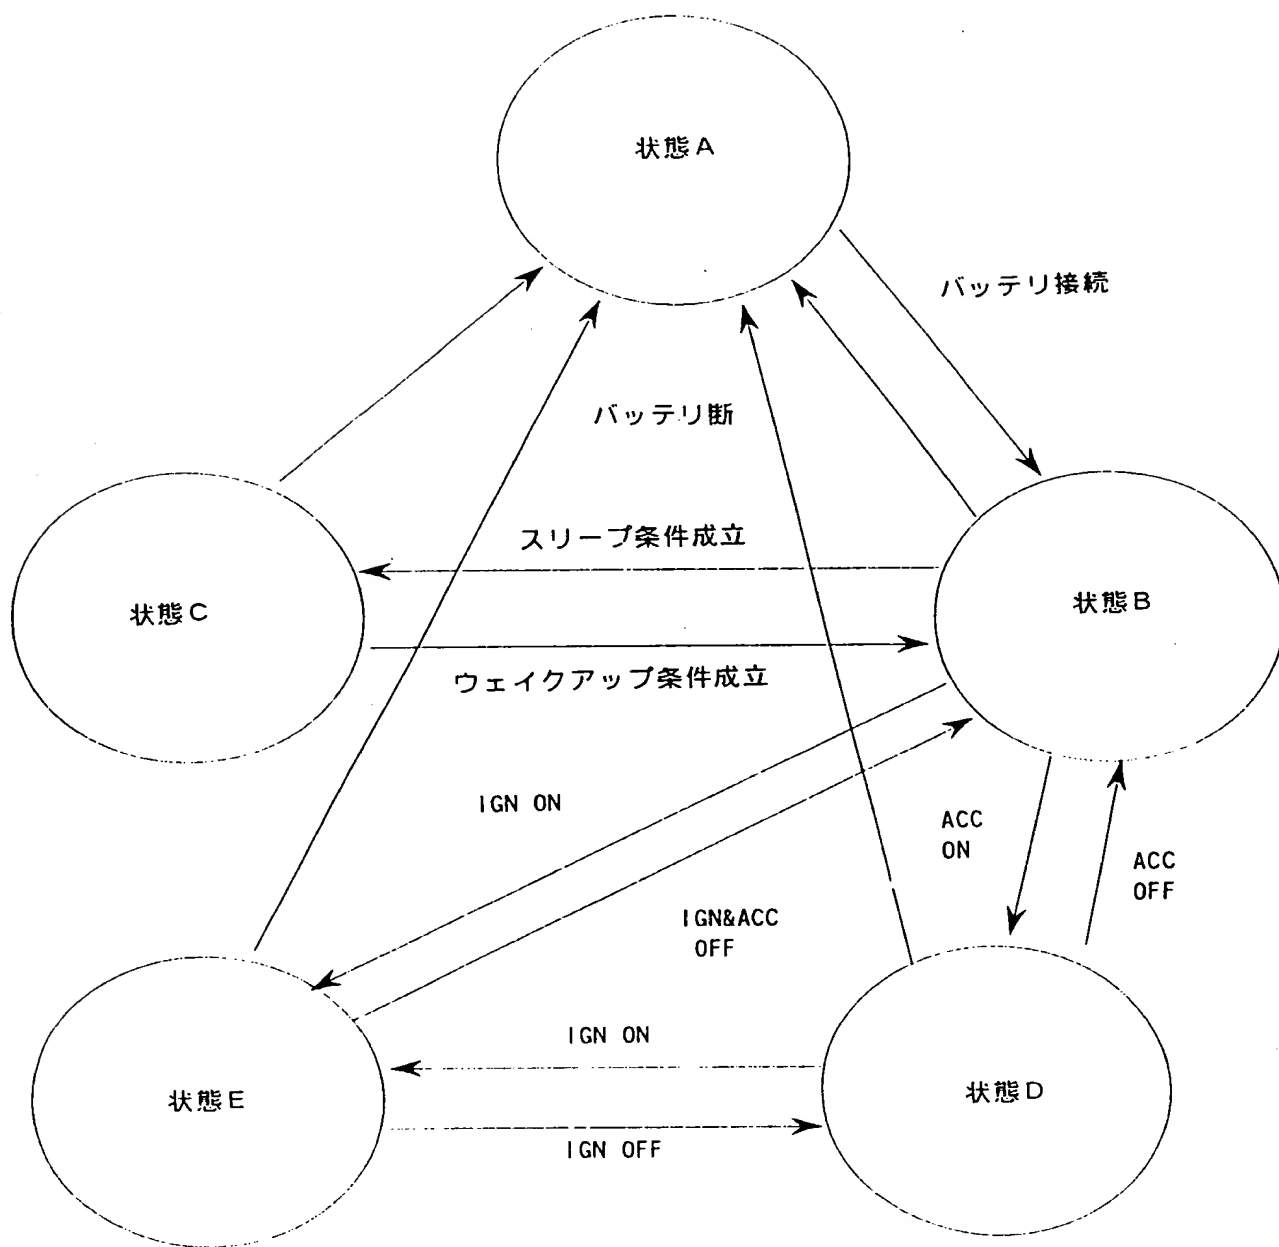 状態A
バッテリ接続
バッテリ断
スリープ条件成立
状態C
状態B
ウェイクアップ条件成立
IGN ON
ACC
ON
ACC
OFF
IGN&ACC
OFF
IGN ON
状態E
状態D
IGN OFF